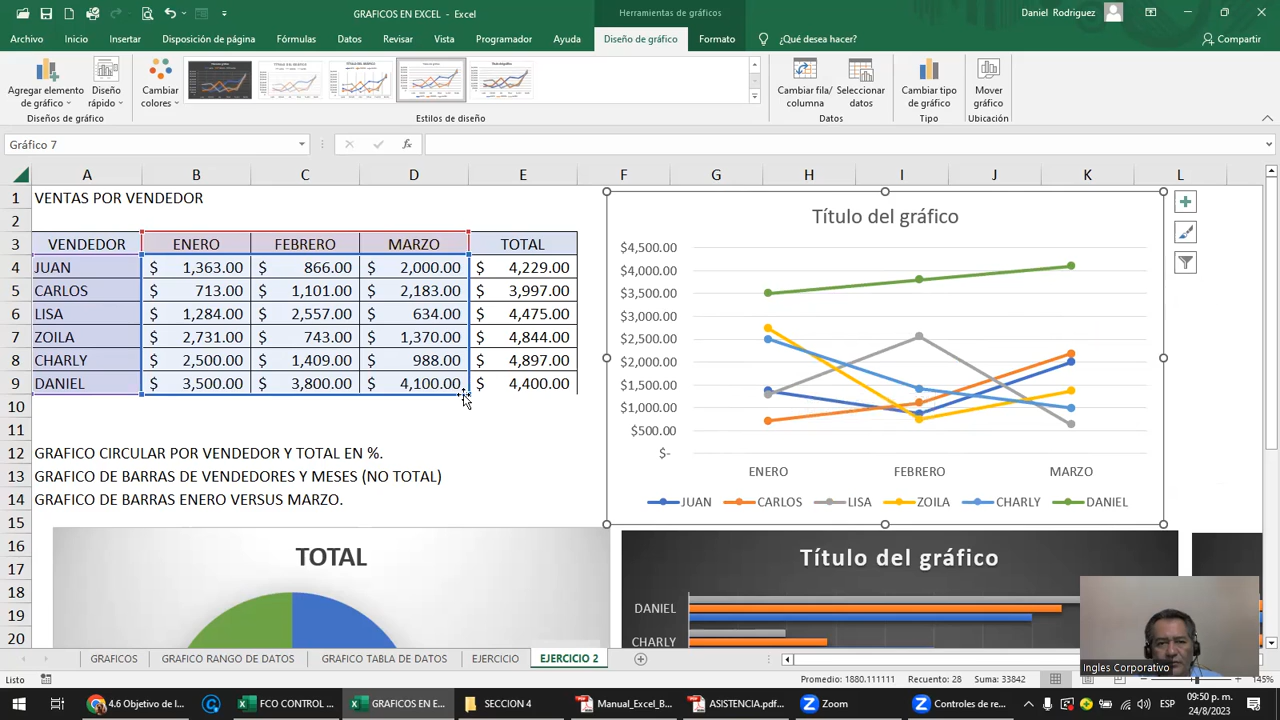 GRAFICOS EN EXCEL - Excel
Herramientas de gráficos
Daniel Rodriguez
Archivo Inicio Insertar Disposición de página Fórmulas Datos Revisar Vista Programador Ayuda Diseño de gráfico Formato ¿Qué desea hacer? Compartir
Agregar elemento de gráfico
Diseño rápido
Cambiar colores
Cambiar fila/ columna
Seleccionar datos
Cambiar tipo de gráfico
Mover gráfico
Diseños de gráfico Estilos de diseño Datos Tipo Ubicación
Gráfico 7 fx
A B C D E F G H I J K L
1 VENTAS POR VENDEDOR
2
3 VENDEDOR ENERO FEBRERO MARZO TOTAL
4 JUAN $ 1,363.00 $ 866.00 $ 2,000.00 $ 4,229.00
5 CARLOS $ 713.00 $ 1,101.00 $ 2,183.00 $ 3,997.00
6 LISA $ 1,284.00 $ 2,557.00 $ 634.00 $ 4,475.00
7 ZOILA $ 2,731.00 $ 743.00 $ 1,370.00 $ 4,844.00
8 CHARLY $ 2,500.00 $ 1,409.00 $ 988.00 $ 4,897.00
9 DANIEL $ 3,500.00 $ 3,800.00 $ 4,100.00 $ 4,400.00
10
11
12 GRAFICO CIRCULAR POR VENDEDOR Y TOTAL EN %.
13 GRAFICO DE BARRAS DE VENDEDORES Y MESES (NO TOTAL)
14 GRAFICO DE BARRAS ENERO VERSUS MARZO.
15
16
17
18
19
20
Título del gráfico
$4,500.00
$4,000.00
$3,500.00
$3,000.00
$2,500.00
$2,000.00
$1,500.00
$1,000.00
$500.00
$-
ENERO FEBRERO MARZO
JUAN CARLOS LISA ZOILA CHARLY DANIEL
TOTAL
Título del gráfico
DANIEL
CHARLY
Ingles Corporativo
GRAFICOS GRAFICO RANGO DE DATOS GRAFICO TABLA DE DATOS EJERCICIO EJERCICIO 2
Listo Promedio: 1880.111111 Recuento: 28 Suma: 33842 145%
4.6 Objetivo de l... FCO CONTROL ... GRAFICOS EN E... SECCION 4 Manual_Excel_B... ASISTENCIA.pdf... Zoom Controles de re... ESP 09:50 p. m.
24/8/2023